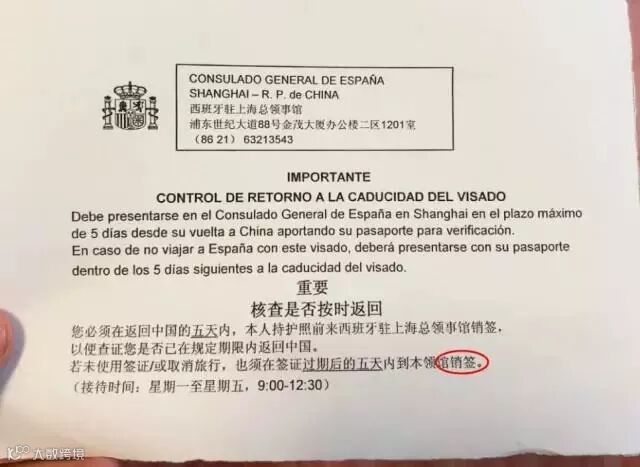 CONSULADO GENERAL DE ESPAÑA
SHANGHAI – R. P. de CHINA
西班牙驻上海总领事馆
浦东世纪大道88号金茂大厦办公楼二区1201室
(86 21) 63213543
IMPORTANTE
CONTROL DE RETORNO A LA CADUCIDAD DEL VISADO
Debe presentarse en el Consulado General de España en Shanghai en el plazo máximo
de 5 días desde su vuelta a China aportando su pasaporte para verificación.
En caso de no viajar a España con este visado, deberá presentarse con su pasaporte
dentro de los 5 días siguientes a la caducidad del visado.
重要
核查是否按时返回
您必须在返回中国的五天内，本人持护照前来西班牙驻上海总领事馆销签，
以便查证您是否已在规定期限内返回中国。
若未使用签证/或取消旅行，也须在签证过期后的五天内到本领馆销签。
(接待时间：星期一至星期五，9:00-12:30)
大数跨境